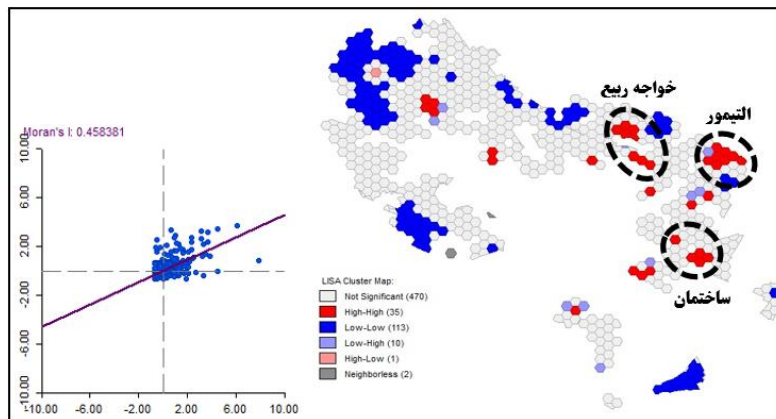 Moran's I: 0.458381
10.00
6.00
2.00
-2.00
-6.00
-10.00
-10.00 -6.00 -2.00 2.00 6.00 10.00
خواجه ربیع
التیمور
ساختمان
LISA Cluster Map:
Not Significant (470)
High-High (35)
Low-Low (113)
Low-High (10)
High-Low (1)
Neighborless (2)